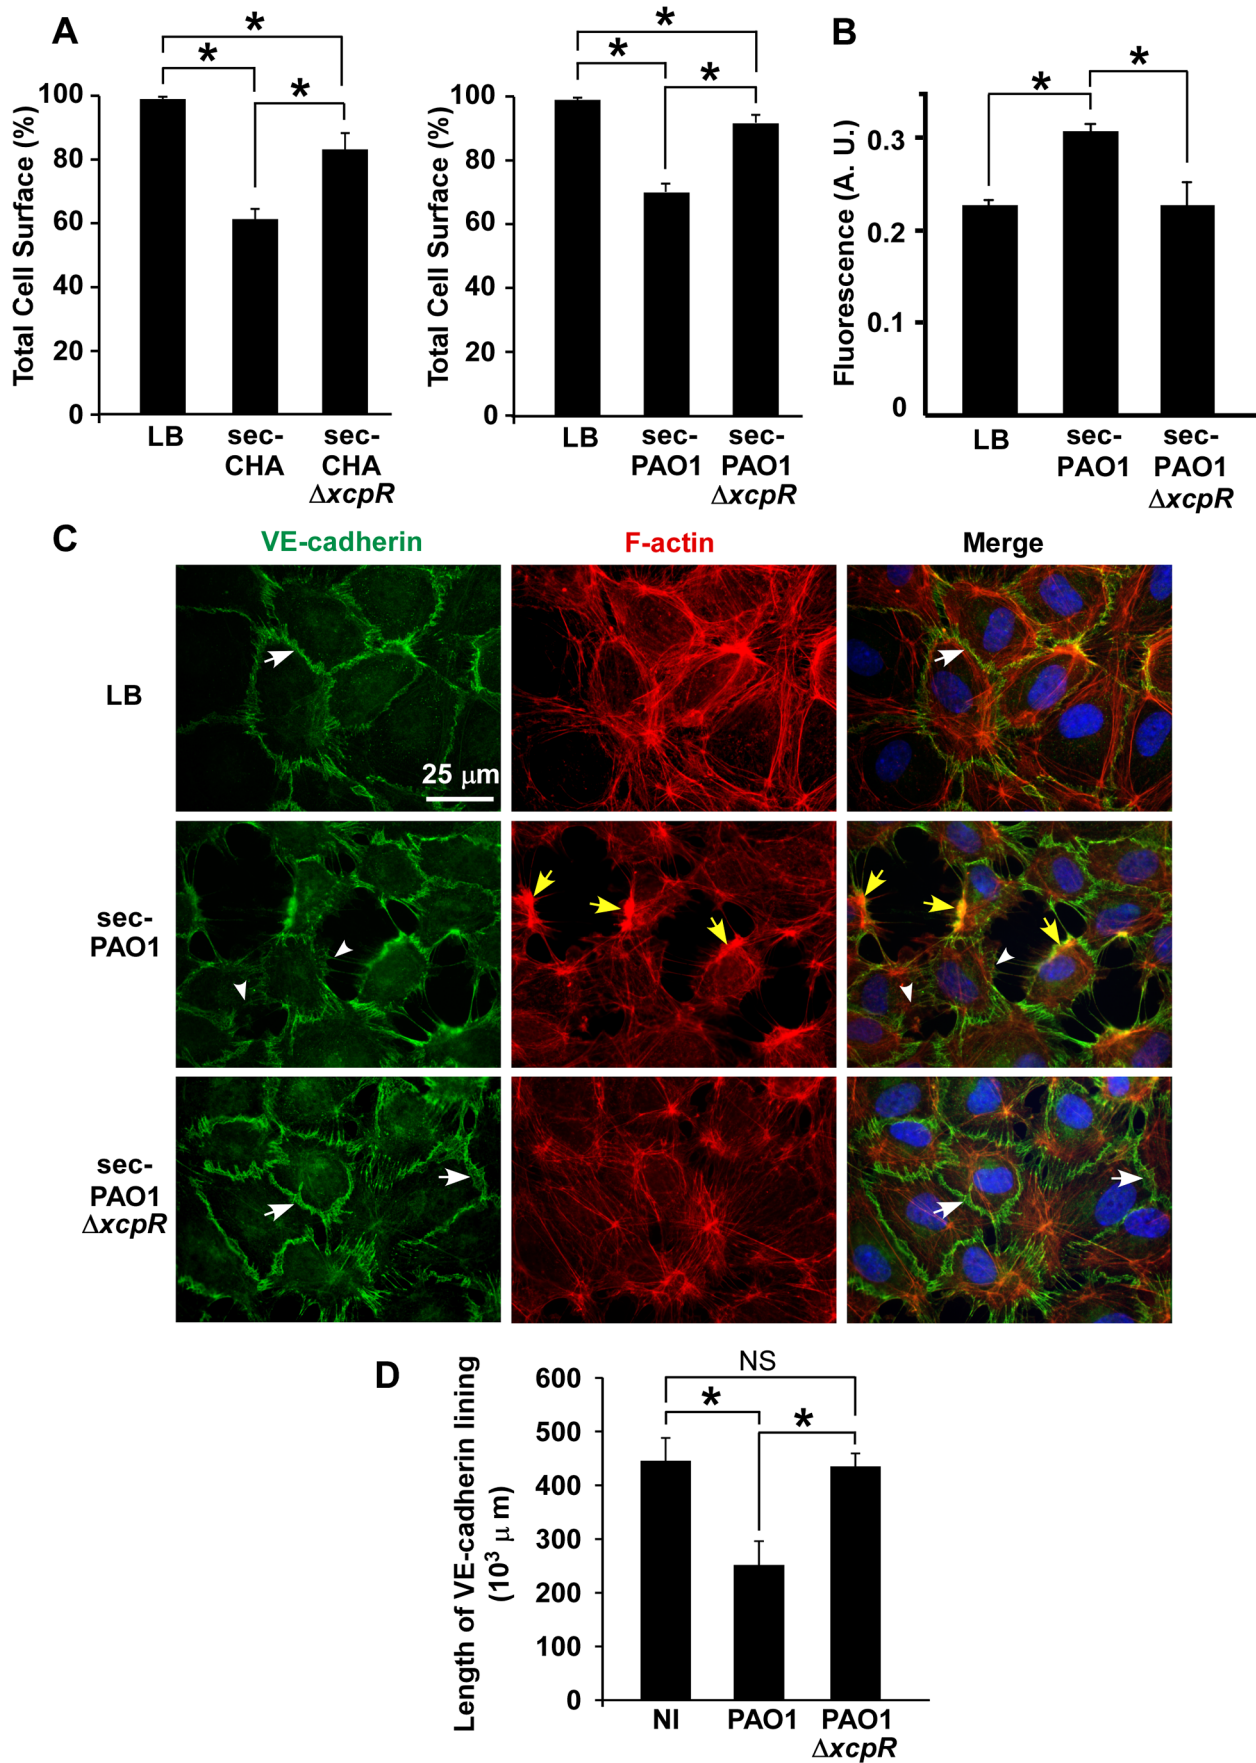 A
*
*
*
Total Cell Surface (%)
100
80
60
40
20
0
LB
sec-
CHA
sec-
CHA
ΔxcpR
*
*
*
Total Cell Surface (%)
100
80
60
40
20
0
LB
sec-
PAO1
sec-
PAO1
ΔxcpR
B
*
*
Fluorescence (A. U.)
0.3
0.2
0.1
0
LB
sec-
PAO1
sec-
PAO1
ΔxcpR
C
VE-cadherin
F-actin
Merge
LB
25 μm
sec-
PAO1
sec-
PAO1
ΔxcpR
D
NS
*
*
Length of VE-cadherin lining
(10³ μ m)
600
500
400
300
200
100
0
NI
PAO1
PAO1
ΔxcpR